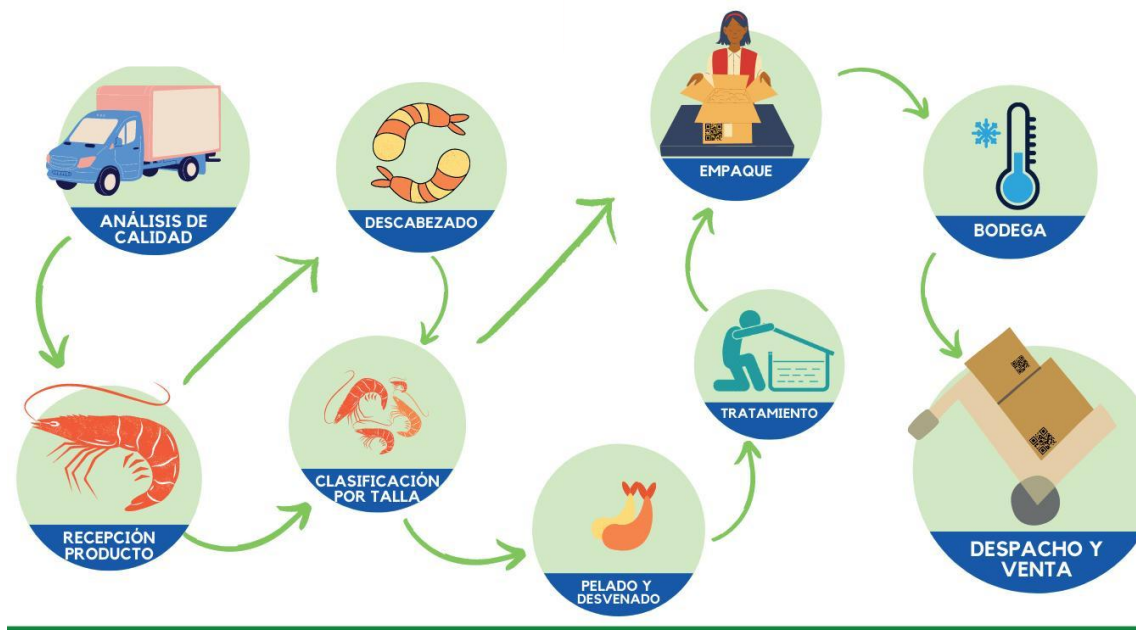 ANÁLISIS DE
CALIDAD
RECEPCIÓN
PRODUCTO
DESCABEZADO
CLASIFICACIÓN
POR TALLA
PELADO Y
DESVENADO
TRATAMIENTO
EMPAQUE
BODEGA
DESPACHO Y
VENTA